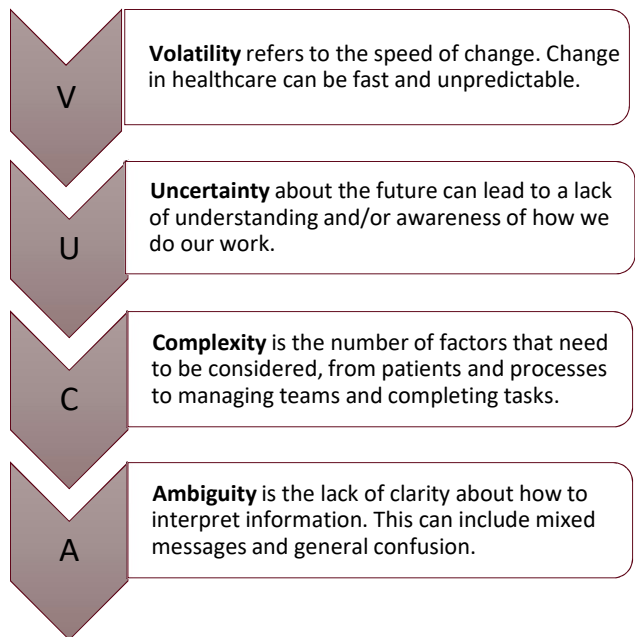 V
Volatility refers to the speed of change. Change
in healthcare can be fast and unpredictable.
U
Uncertainty about the future can lead to a lack
of understanding and/or awareness of how we
do our work.
C
Complexity is the number of factors that need
to be considered, from patients and processes
to managing teams and completing tasks.
A
Ambiguity is the lack of clarity about how to
interpret information. This can include mixed
messages and general confusion.